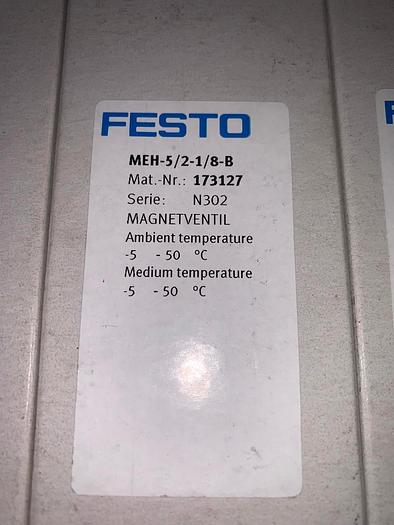 FESTO
MEH-5/2-1/8-B
Mat.-Nr.: 173127
Serie: N302
MAGNETVENTIL
Ambient temperature
-5 - 50 °C
Medium temperature
-5 - 50 °C
F